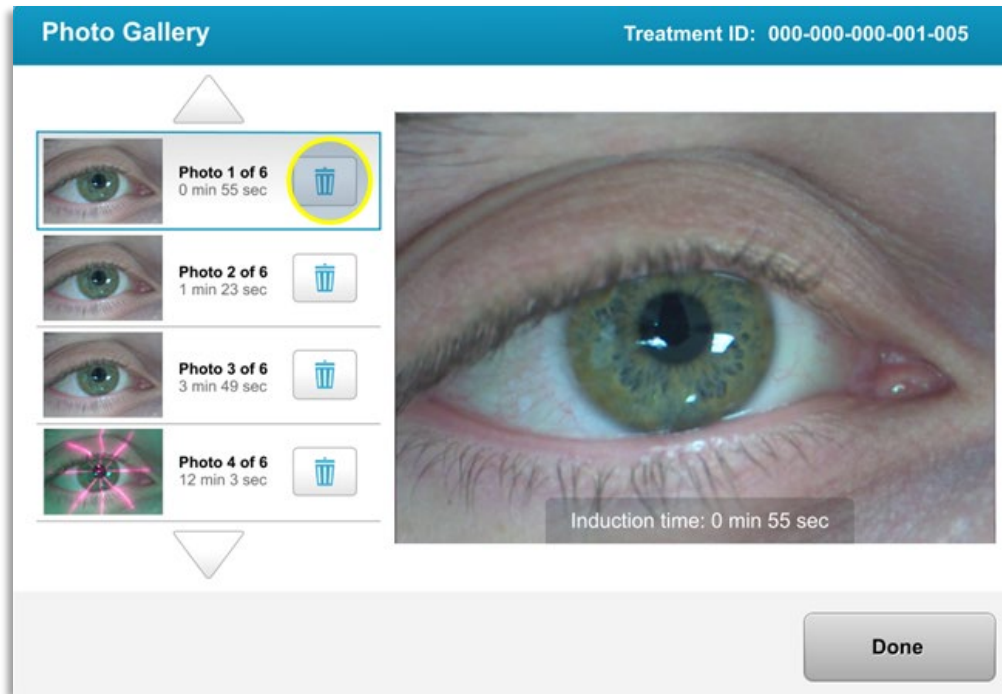 Photo Gallery
Treatment ID: 000-000-000-001-005
Photo 1 of 6
0 min 55 sec
Photo 2 of 6
1 min 23 sec
Photo 3 of 6
3 min 49 sec
Photo 4 of 6
12 min 3 sec
Induction time: 0 min 55 sec
Done